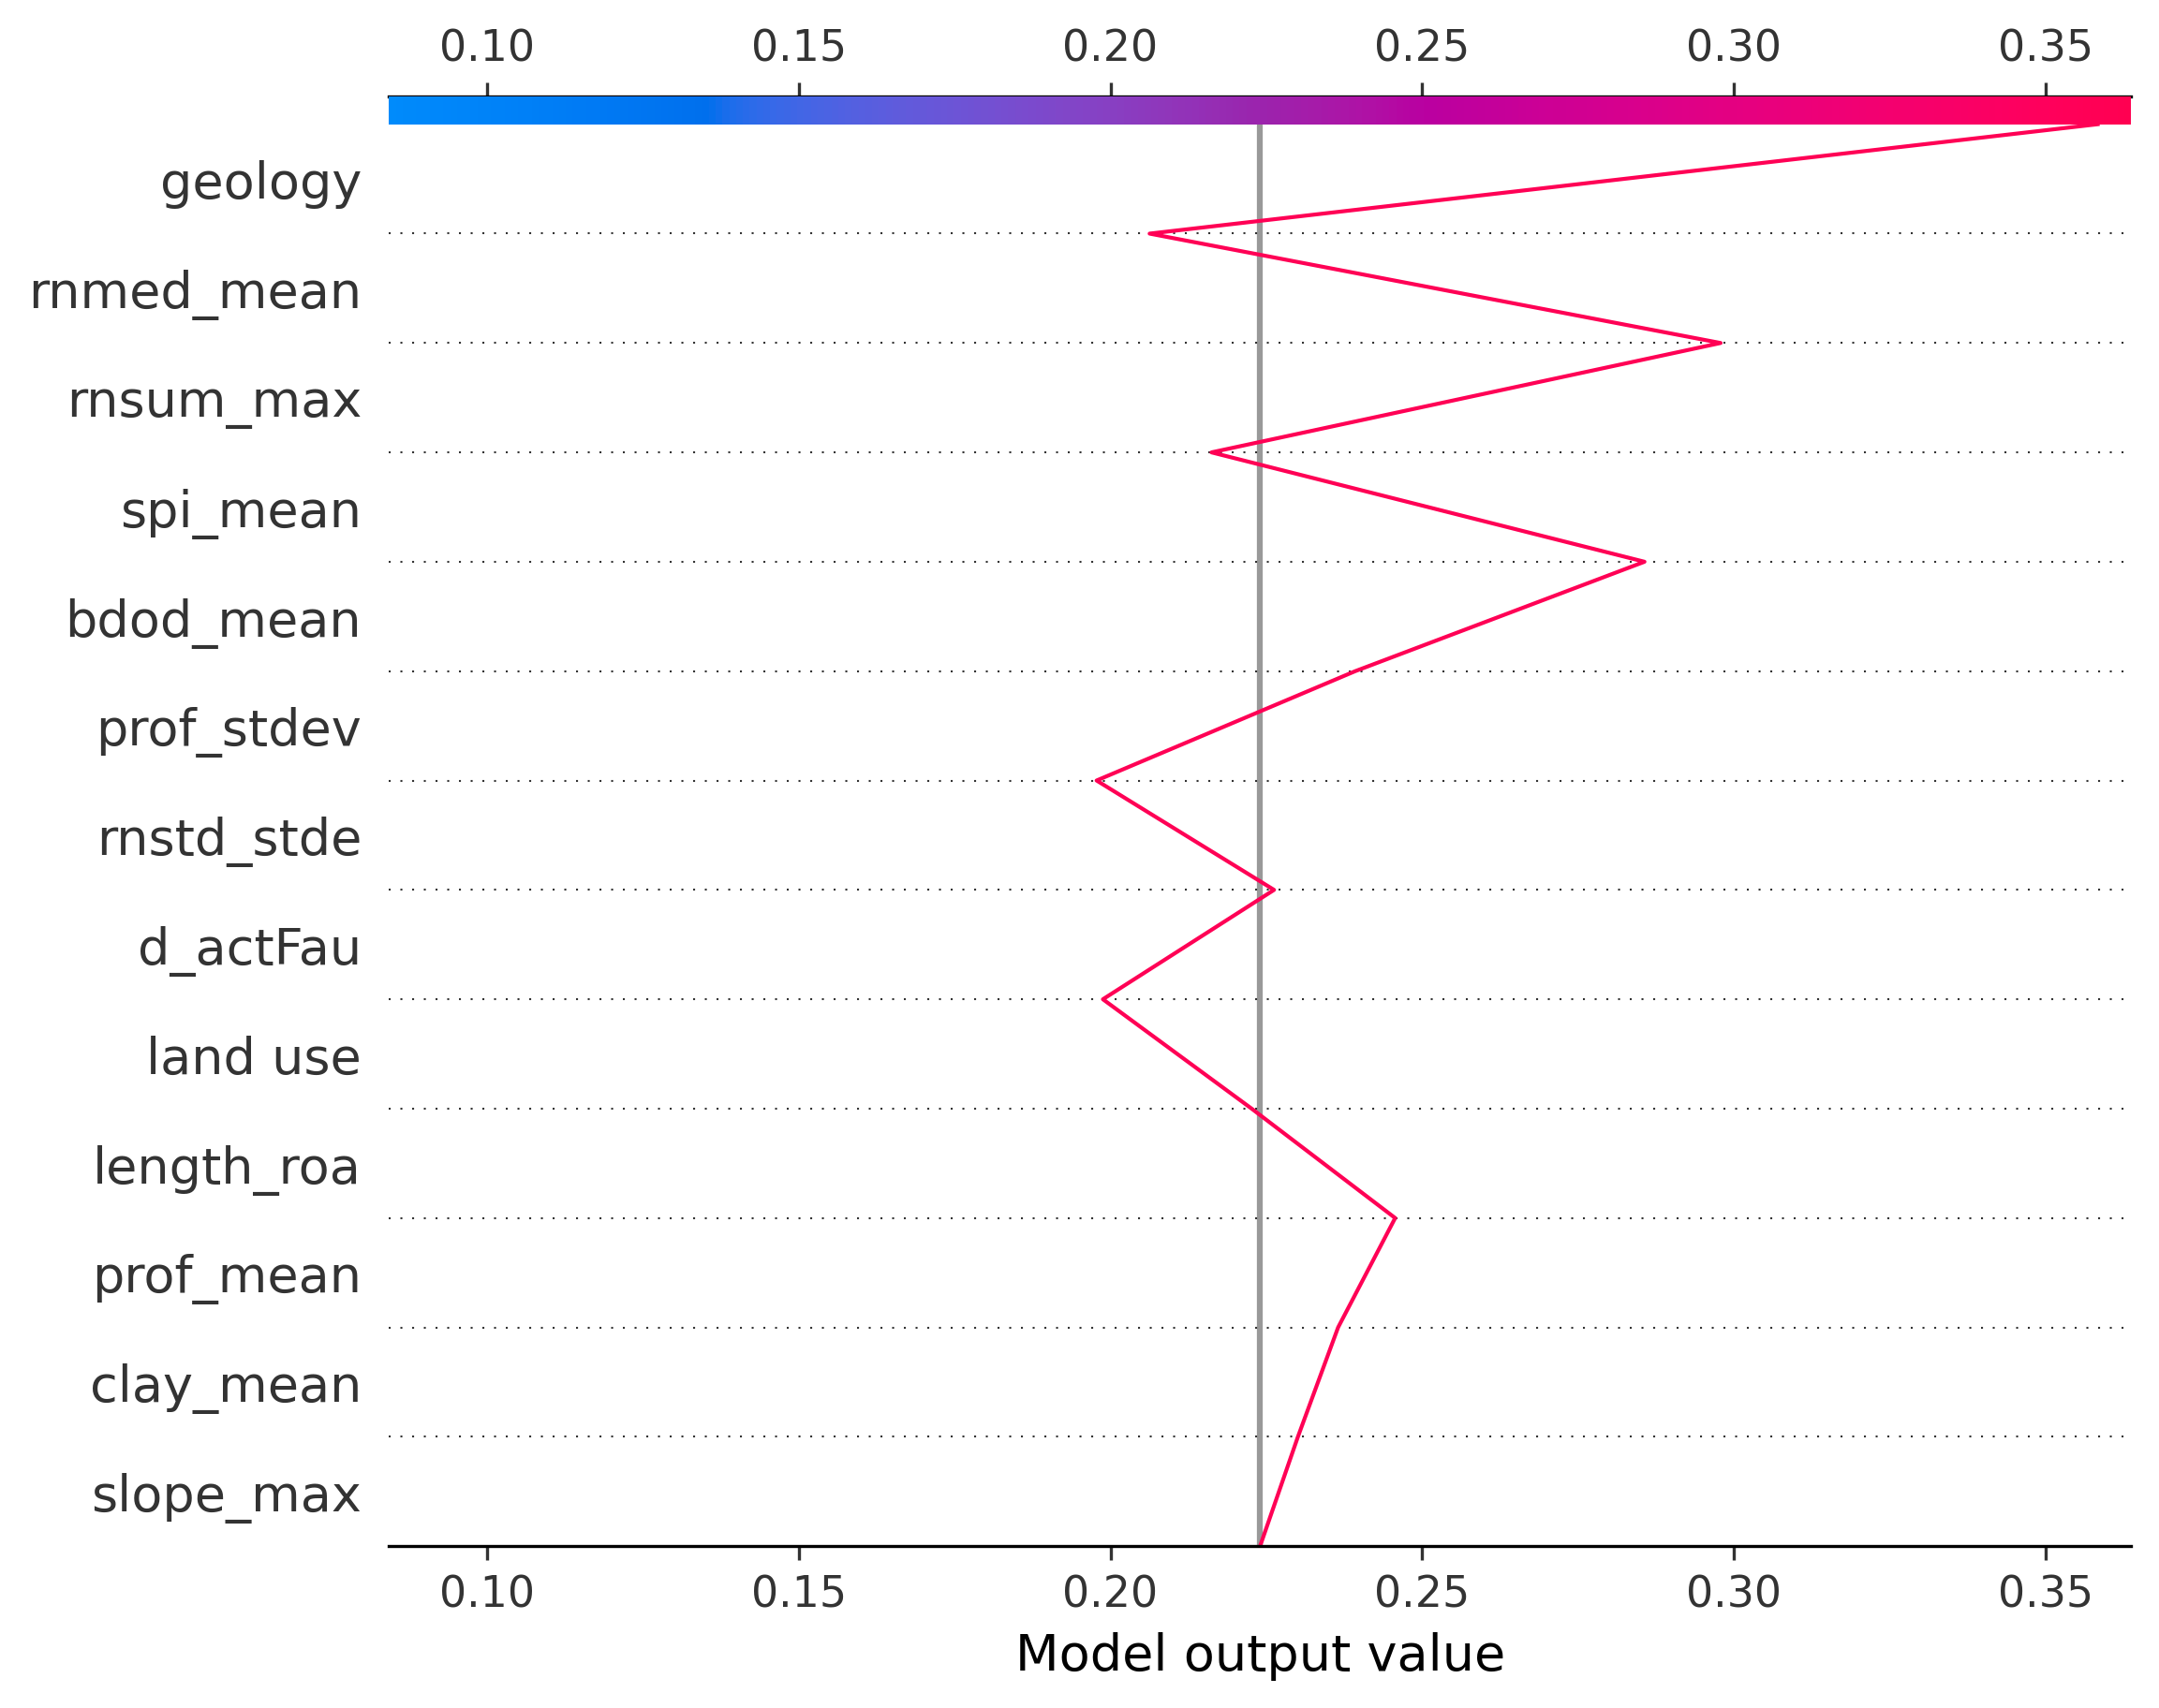 0.10 0.15 0.20 0.25 0.30 0.35
geology
rnmed_mean
rnsum_max
spi_mean
bdod_mean
prof_stdev
rnstd_stde
d_actFau
land use
length_roa
prof_mean
clay_mean
slope_max
0.10 0.15 0.20 0.25 0.30 0.35
Model output value